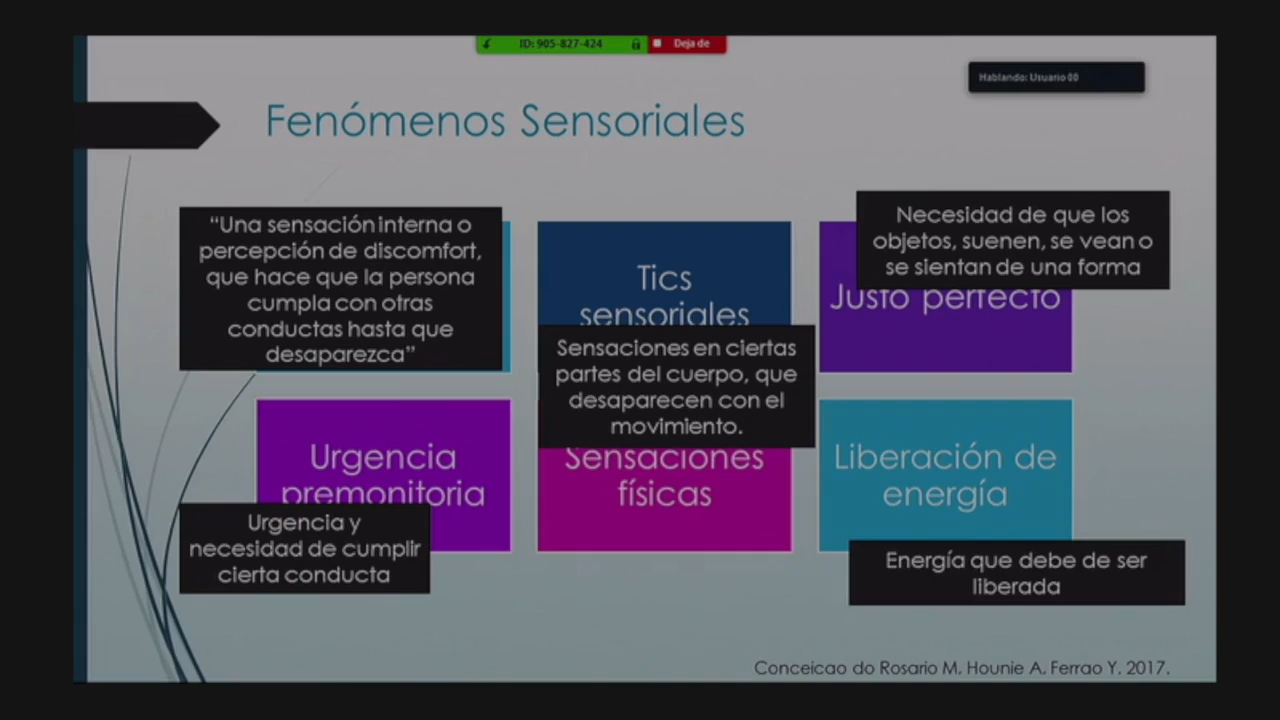 ID: 905-827-424
Deja de
Hablando: Usuario 00
Fenómenos Sensoriales
“Una sensación interna o
percepción de discomfort,
que hace que la persona
cumpla con otras
conductas hasta que
desaparezca”
Tics
sensoriales
Necesidad de que los
objetos, suenen, se vean o
se sientan de una forma
Justo perfecto
Sensaciones en ciertas
partes del cuerpo, que
desaparecen con el
movimiento.
Urgencia
premonitoria
Urgencia y
necesidad de cumplir
cierta conducta
Sensaciones
físicas
Liberación de
energía
Energía que debe de ser
liberada
Conceicao do Rosario M, Hounie A, Ferrao Y. 2017.